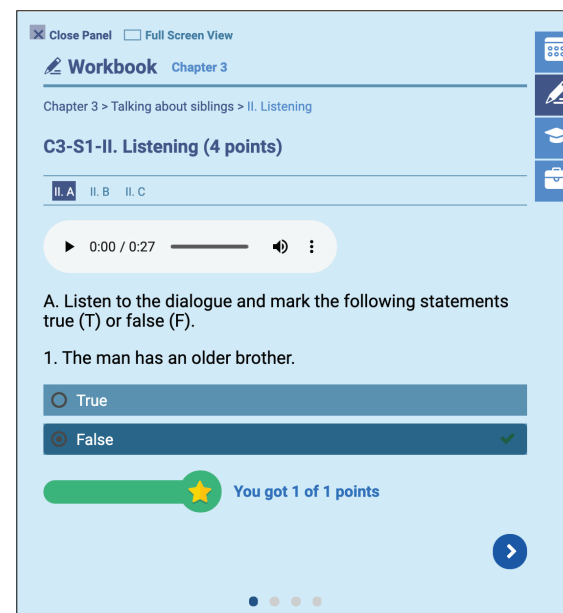 Close Panel Full Screen View
Workbook Chapter 3
Chapter 3 > Talking about siblings > II. Listening
C3-S1-II. Listening (4 points)
II. A II. B II. C
0:00 / 0:27
A. Listen to the dialogue and mark the following statements
true (T) or false (F).
1. The man has an older brother.
True
False
You got 1 of 1 points